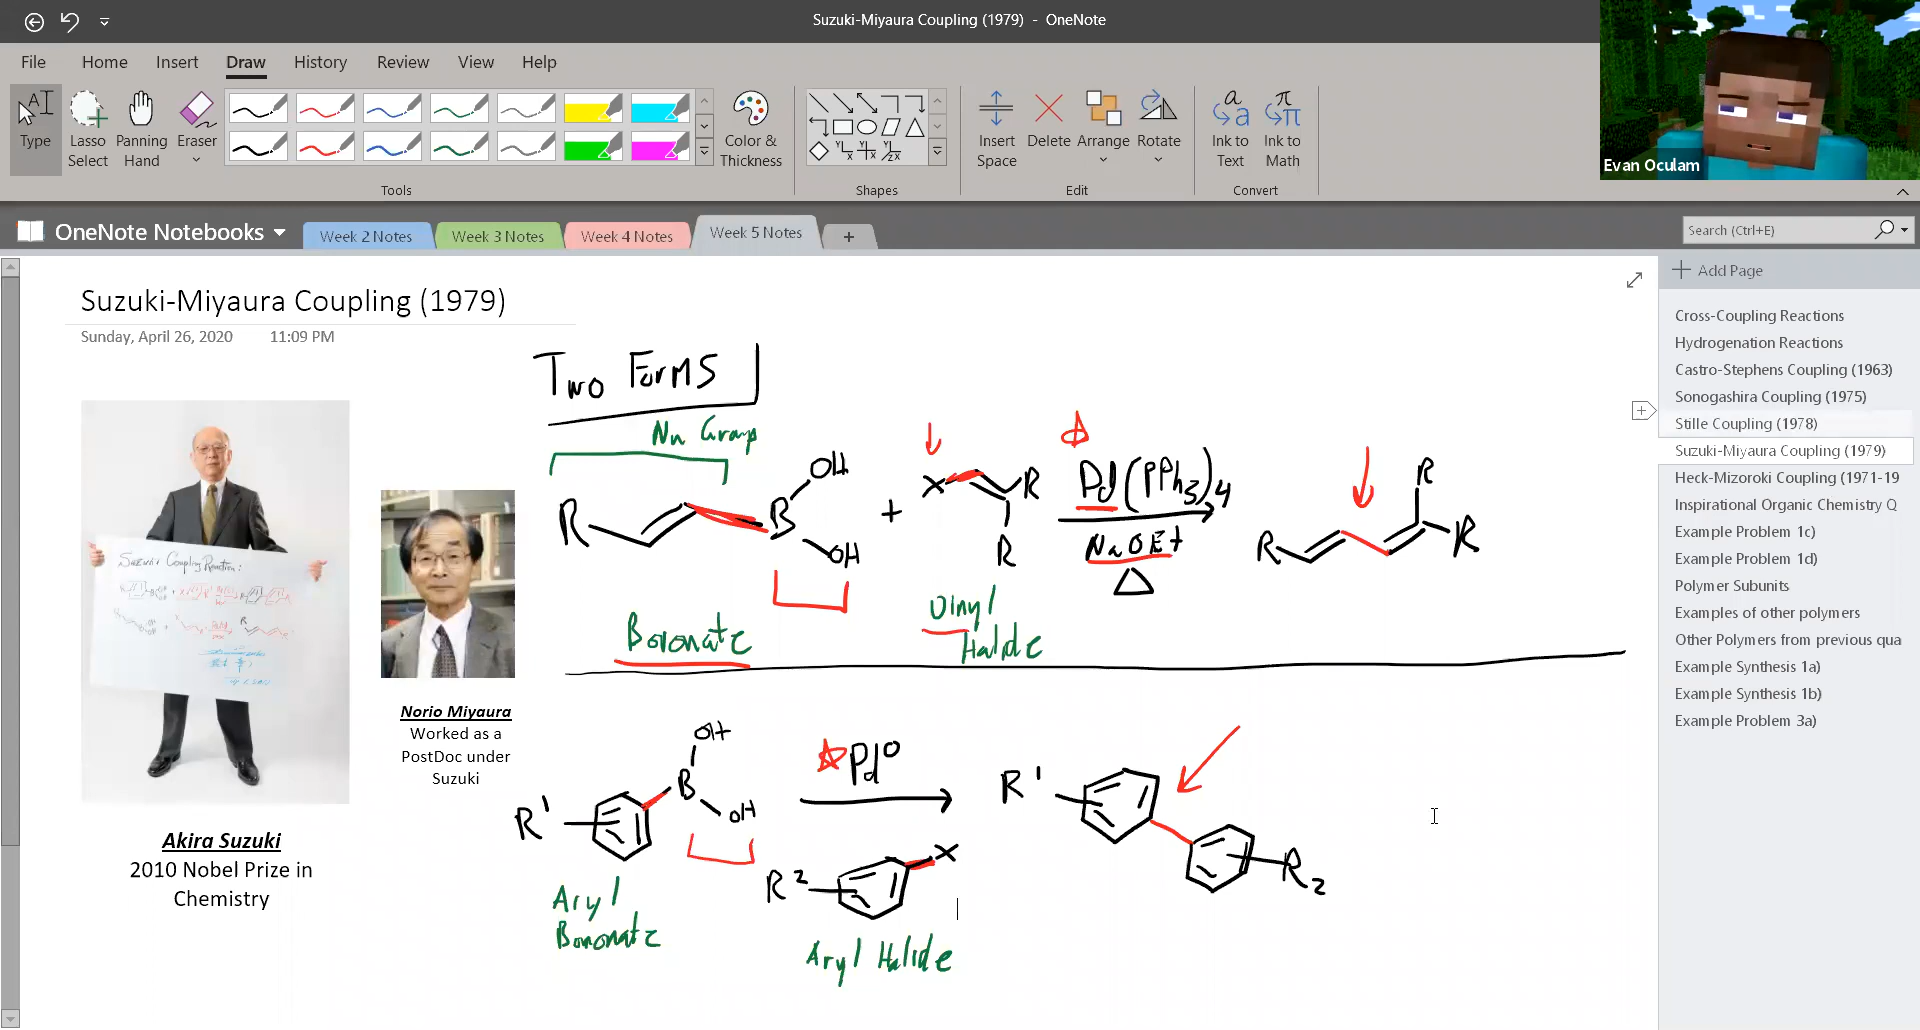 Suzuki-Miyaura Coupling (1979) - OneNote
File Home Insert Draw History Review View Help
Type
Lasso Select
Panning Hand
Eraser
Color & Thickness
Insert Space
Delete
Arrange
Rotate
Ink to Text
Ink to Math
Tools Shapes Edit Convert
Evan Oculam
OneNote Notebooks
Week 2 Notes
Week 3 Notes
Week 4 Notes
Week 5 Notes
Search (Ctrl+E)
Add Page
Cross-Coupling Reactions
Hydrogenation Reactions
Castro-Stephens Coupling (1963)
Sonogashira Coupling (1975)
Stille Coupling (1978)
Suzuki-Miyaura Coupling (1979)
Heck-Mizoroki Coupling (1971-19
Inspirational Organic Chemistry Q
Example Problem 1c)
Example Problem 1d)
Polymer Subunits
Examples of other polymers
Other Polymers from previous qua
Example Synthesis 1a)
Example Synthesis 1b)
Example Problem 3a)
Suzuki-Miyaura Coupling (1979)
Sunday, April 26, 2020 11:09 PM
Two Forms
Nu Group
R B OH OH + X R R
Pd(PPh3)4
NaOEt
Δ
R R R
Boronate
Vinyl Halide
Suzuki Coupling Reaction:
Norio Miyaura
Worked as a
PostDoc under
Suzuki
Akira Suzuki
2010 Nobel Prize in
Chemistry
R' B OH OH
Pd⁰
R² X
R' R2
Aryl Boronate
Aryl Halide